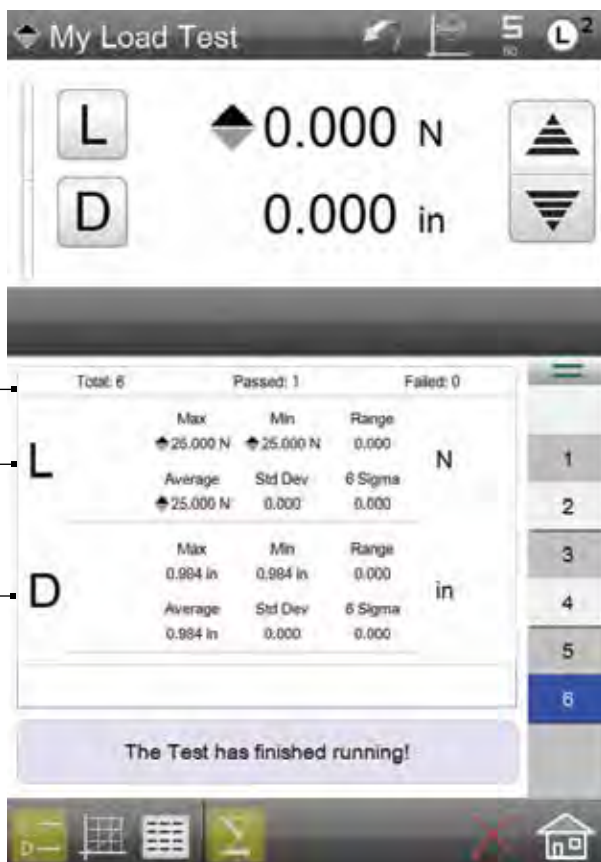 My Load Test
5
no
L2
L 0.000 N
D 0.000 in
Total: 6 Passed: 1 Failed: 0
L
Max Min Range
25.000 N 25.000 N 0.000
N
Average Std Dev 6 Sigma
25.000 N 0.000 0.000
D
Max Min Range
0.984 in 0.984 in 0.000
in
Average Std Dev 6 Sigma
0.984 in 0.000 0.000
1
2
3
4
5
6
The Test has finished running!
D